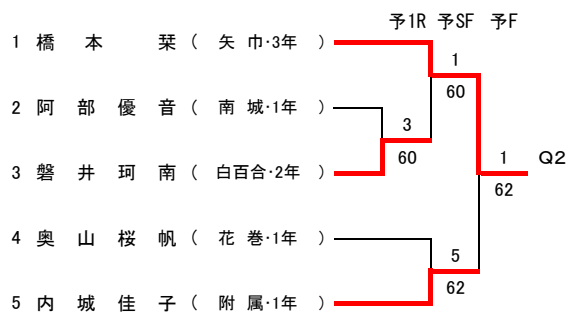 予1R 予SF 予F
1 橋本 栞 ( 矢 巾･3年 )
1
60
2 阿部優音 ( 南 城･1年 )
3
60
1 Q2
62
3 磐井珂南 ( 白百合･2年 )
4 奥山桜帆 ( 花 巻･1年 )
5
62
5 内城佳子 ( 附 属･1年 )